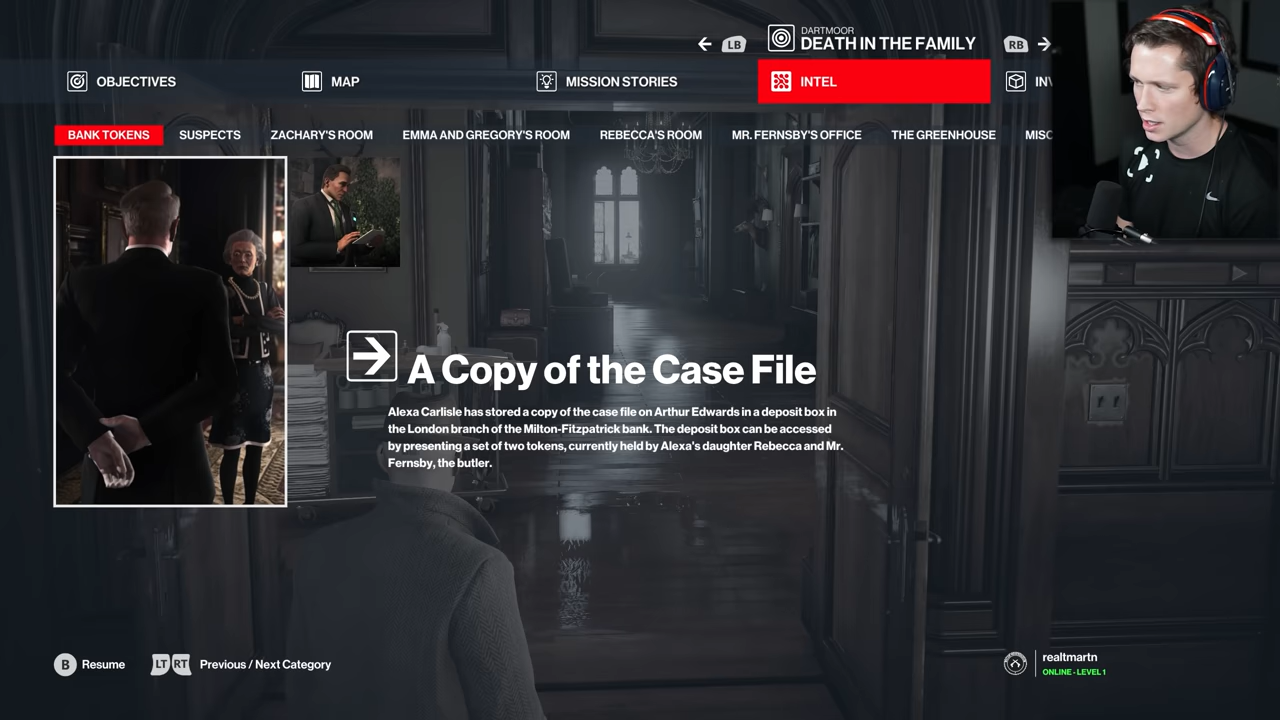 LB
DARTMOOR
DEATH IN THE FAMILY
RB
OBJECTIVES
MAP
MISSION STORIES
INTEL
BANK TOKENS
SUSPECTS
ZACHARY'S ROOM
EMMA AND GREGORY'S ROOM
REBECCA'S ROOM
MR. FERNSBY'S OFFICE
THE GREENHOUSE
A Copy of the Case File
Alexa Carlisle has stored a copy of the case file on Arthur Edwards in a deposit box in
the London branch of the Milton-Fitzpatrick bank. The deposit box can be accessed
by presenting a set of two tokens, currently held by Alexa's daughter Rebecca and Mr.
Fernsby, the butler.
B Resume
LT RT Previous / Next Category
realtmartn
ONLINE - LEVEL 1